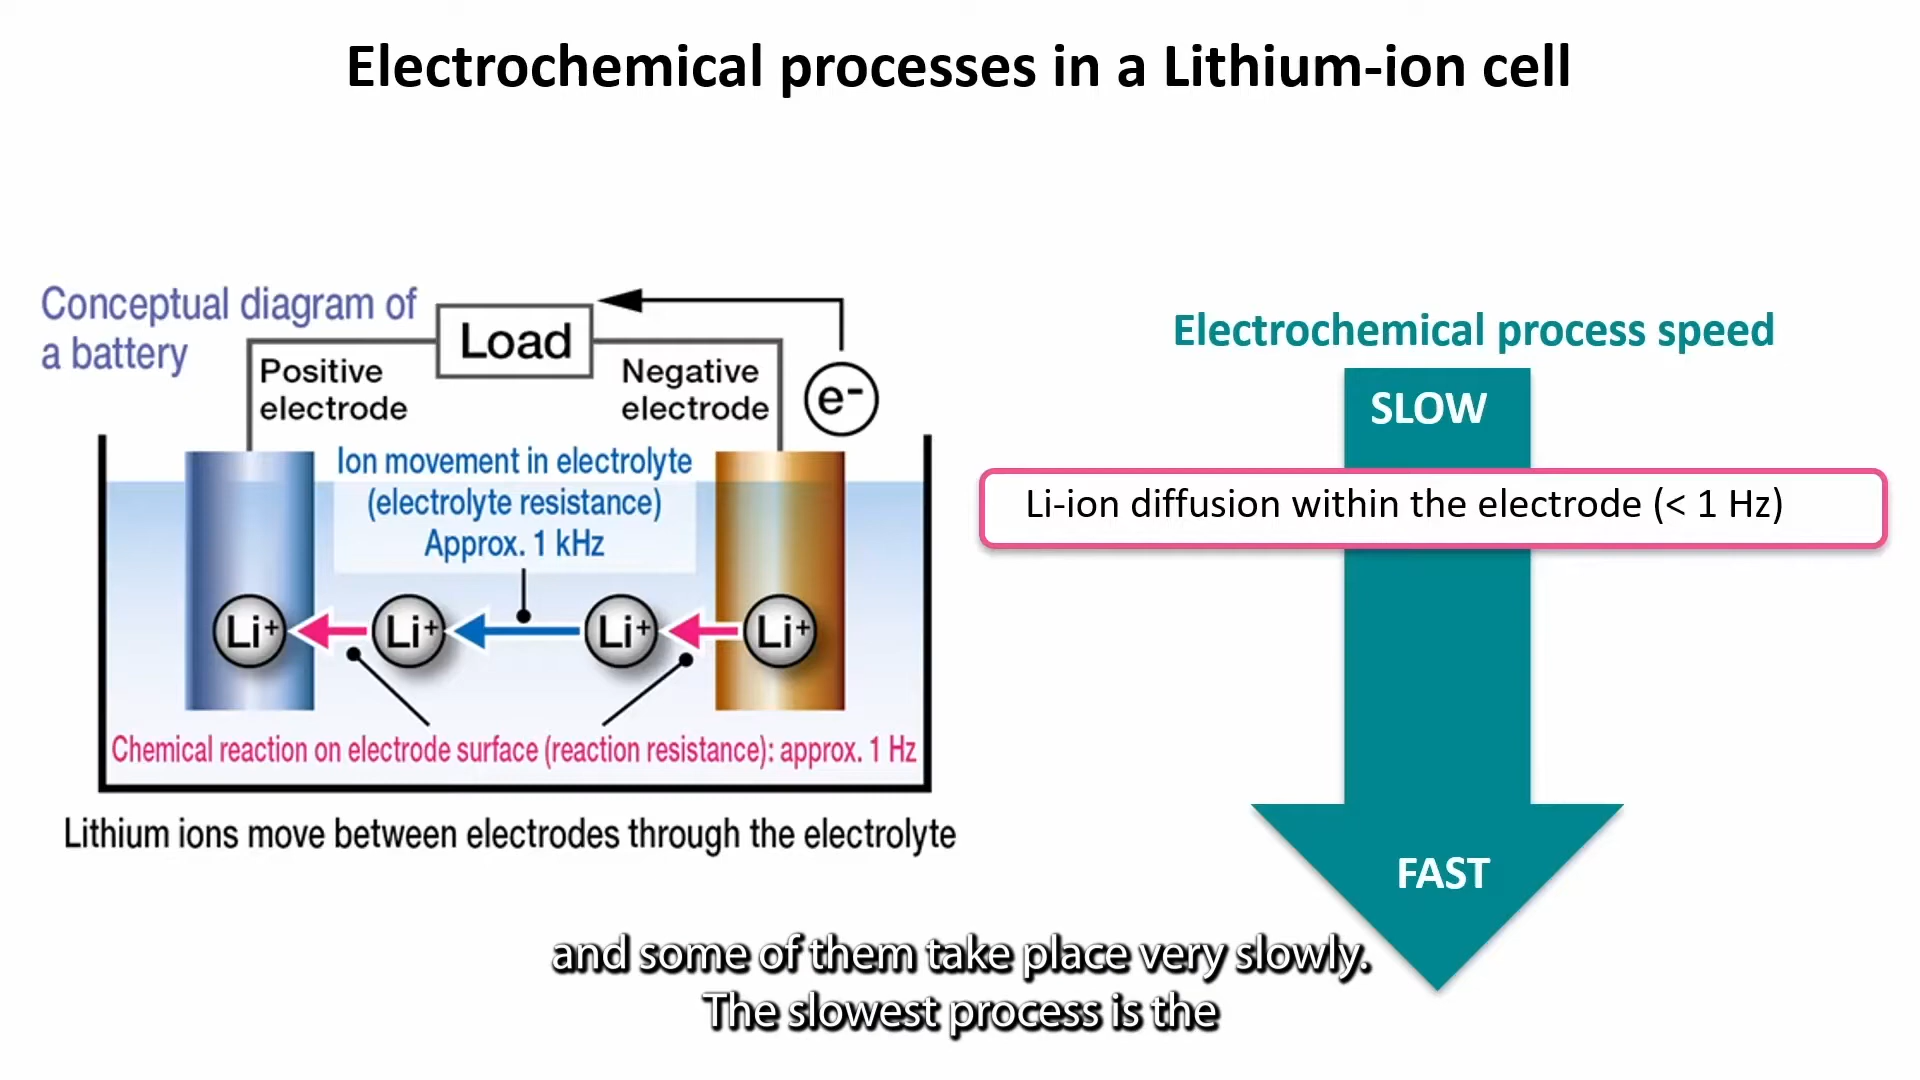 Electrochemical processes in a Lithium-ion cell
Conceptual diagram of
a battery
Load
Positive
electrode
Negative
electrode
e⁻
Ion movement in electrolyte
(electrolyte resistance)
Approx. 1 kHz
Li⁺
Li⁺
Li⁺
Li⁺
Chemical reaction on electrode surface (reaction resistance): approx. 1 Hz
Lithium ions move between electrodes through the electrolyte
Electrochemical process speed
SLOW
Li-ion diffusion within the electrode (< 1 Hz)
FAST
and some of them take place very slowly.
The slowest process is the